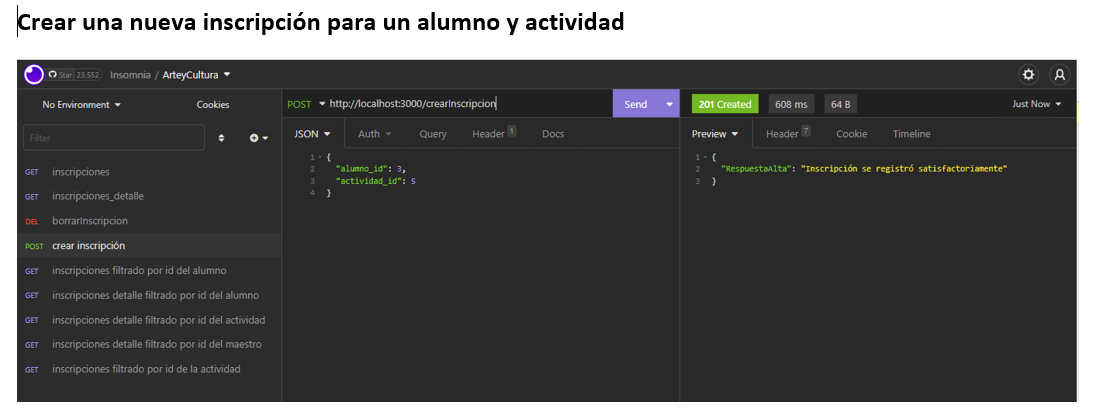 Crear una nueva inscripción para un alumno y actividad
Star 23,552 Insomnia / ArteyCultura
No Environment Cookies
Filter
GET inscripciones
GET inscripciones_detalle
DEL borrarInscripcion
POST crear inscripción
GET inscripciones filtrado por id del alumno
GET inscripciones detalle filtrado por id del alumno
GET inscripciones detalle filtrado por id del actividad
GET inscripciones detalle filtrado por id del maestro
GET inscripciones filtrado por id de la actividad
POST http://localhost:3000/crearInscripcion Send
JSON Auth Query Header 1 Docs
1 {
2 "alumno_id": 3,
3 "actividad_id": 5
4 }
201 Created 608 ms 64 B Just Now
Preview Header 7 Cookie Timeline
1 {
2 "RespuestaAlta": "Inscripción se registró satisfactoriamente"
3 }